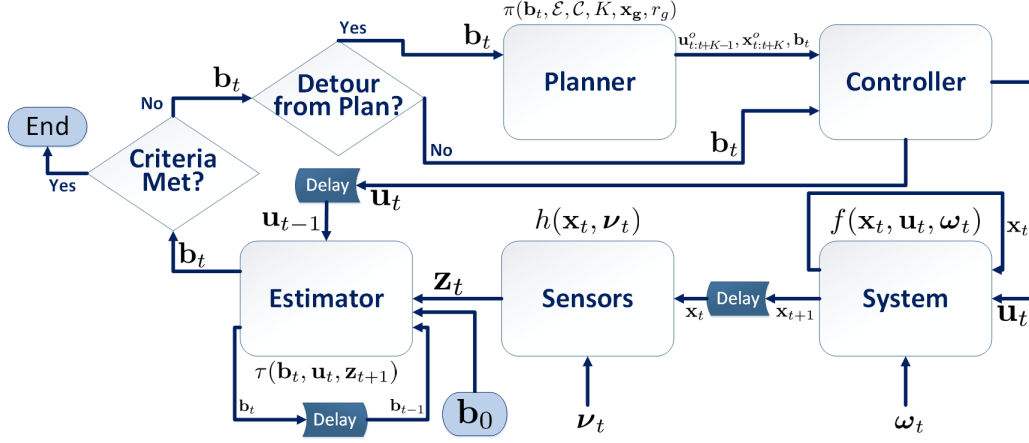 π(b_t, ℰ, 𝒞, K, x_g, r_g)
Yes
b_t
Planner
u^o_{t:t+K−1}, x^o_{t:t+K}, b_t
Controller
Detour
from Plan?
b_t
No
No
b_t
End
Criteria
Met?
Yes
Delay
u_t
u_{t−1}
h(x_t, ν_t)
f(x_t, u_t, ω_t)
x_t
b_t
Estimator
z_t
Sensors
x_t
Delay
x_{t+1}
System
u_t
τ(b_t, u_t, z_{t+1})
b_t
Delay
b_{t−1}
b_0
ν_t
ω_t